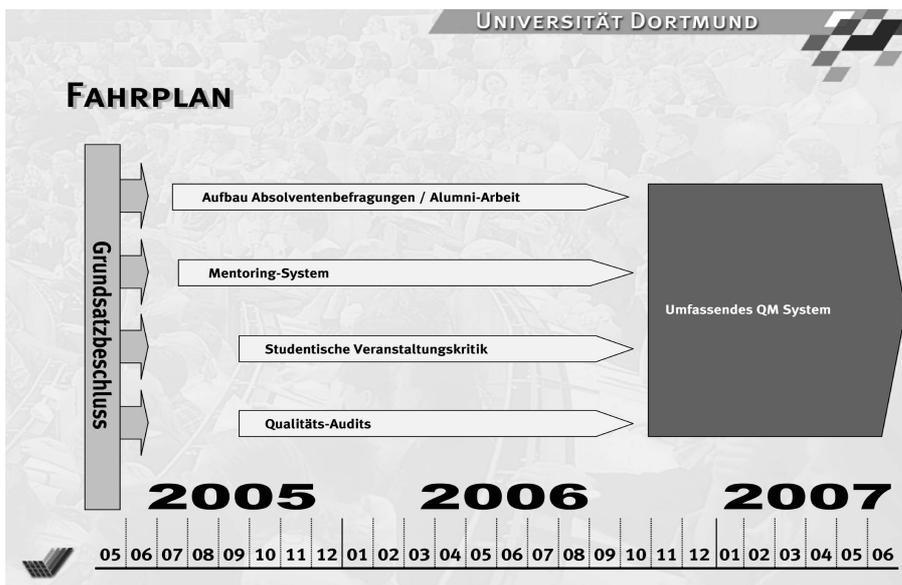 UNIVERSITÄT DORTMUND
FAHRPLAN
Grundsatzbeschluss
Aufbau Absolventenbefragungen / Alumni-Arbeit
Mentoring-System
Umfassendes QM System
Studentische Veranstaltungskritik
Qualitäts-Audits
2005 2006 2007
05 06 07 08 09 10 11 12 01 02 03 04 05 06 07 08 09 10 11 12 01 02 03 04 05 06